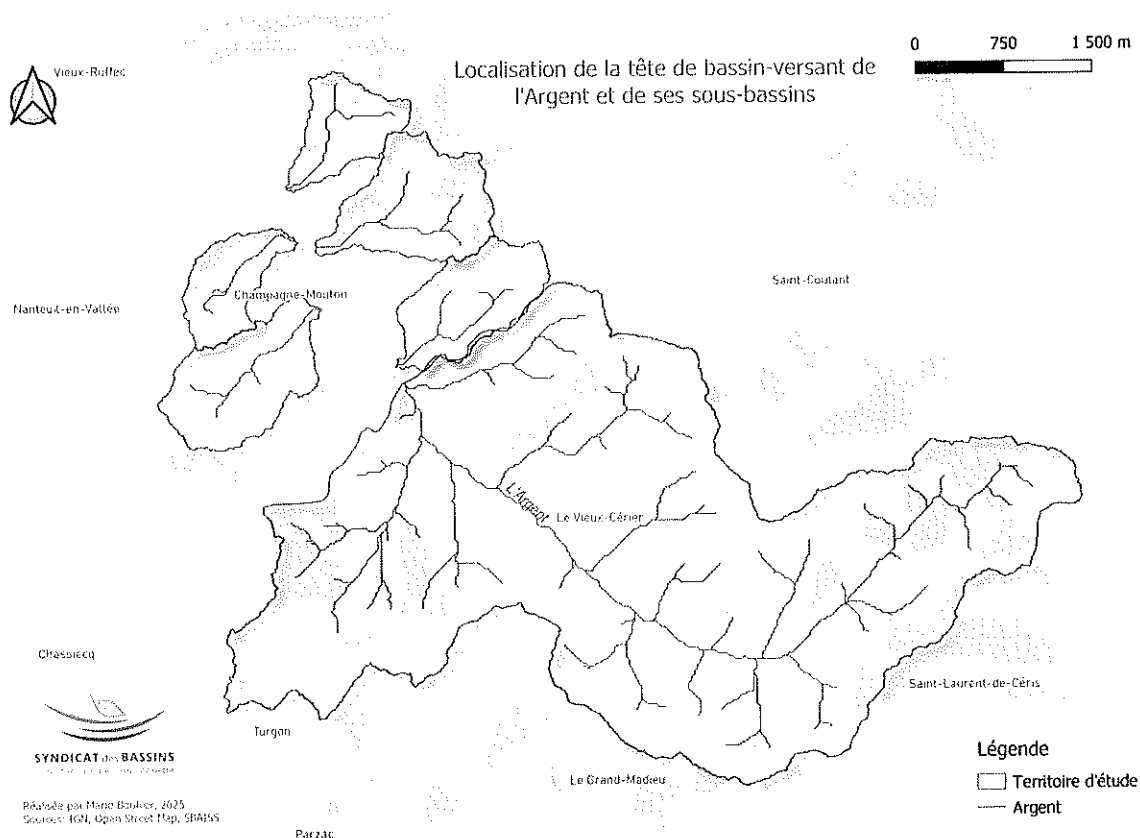 0 750 1 500 m
Localisation de la tête de bassin-versant de
l'Argent et de ses sous-bassins
Vieux-Ruffec
Saint-Coutant
Nanteuil-en-Vallée
Champagne-Mouton
L'Argent
Le Vieux-Cérier
Chassiecq
Saint-Laurent-de-Céris
SYNDICAT des BASSINS
Turgon
Légende
Le Grand-Madieu
Territoire d'étude
Argent
Réalisée par Marie 2025
Sources: IGN, Open Street Map,
Parzac